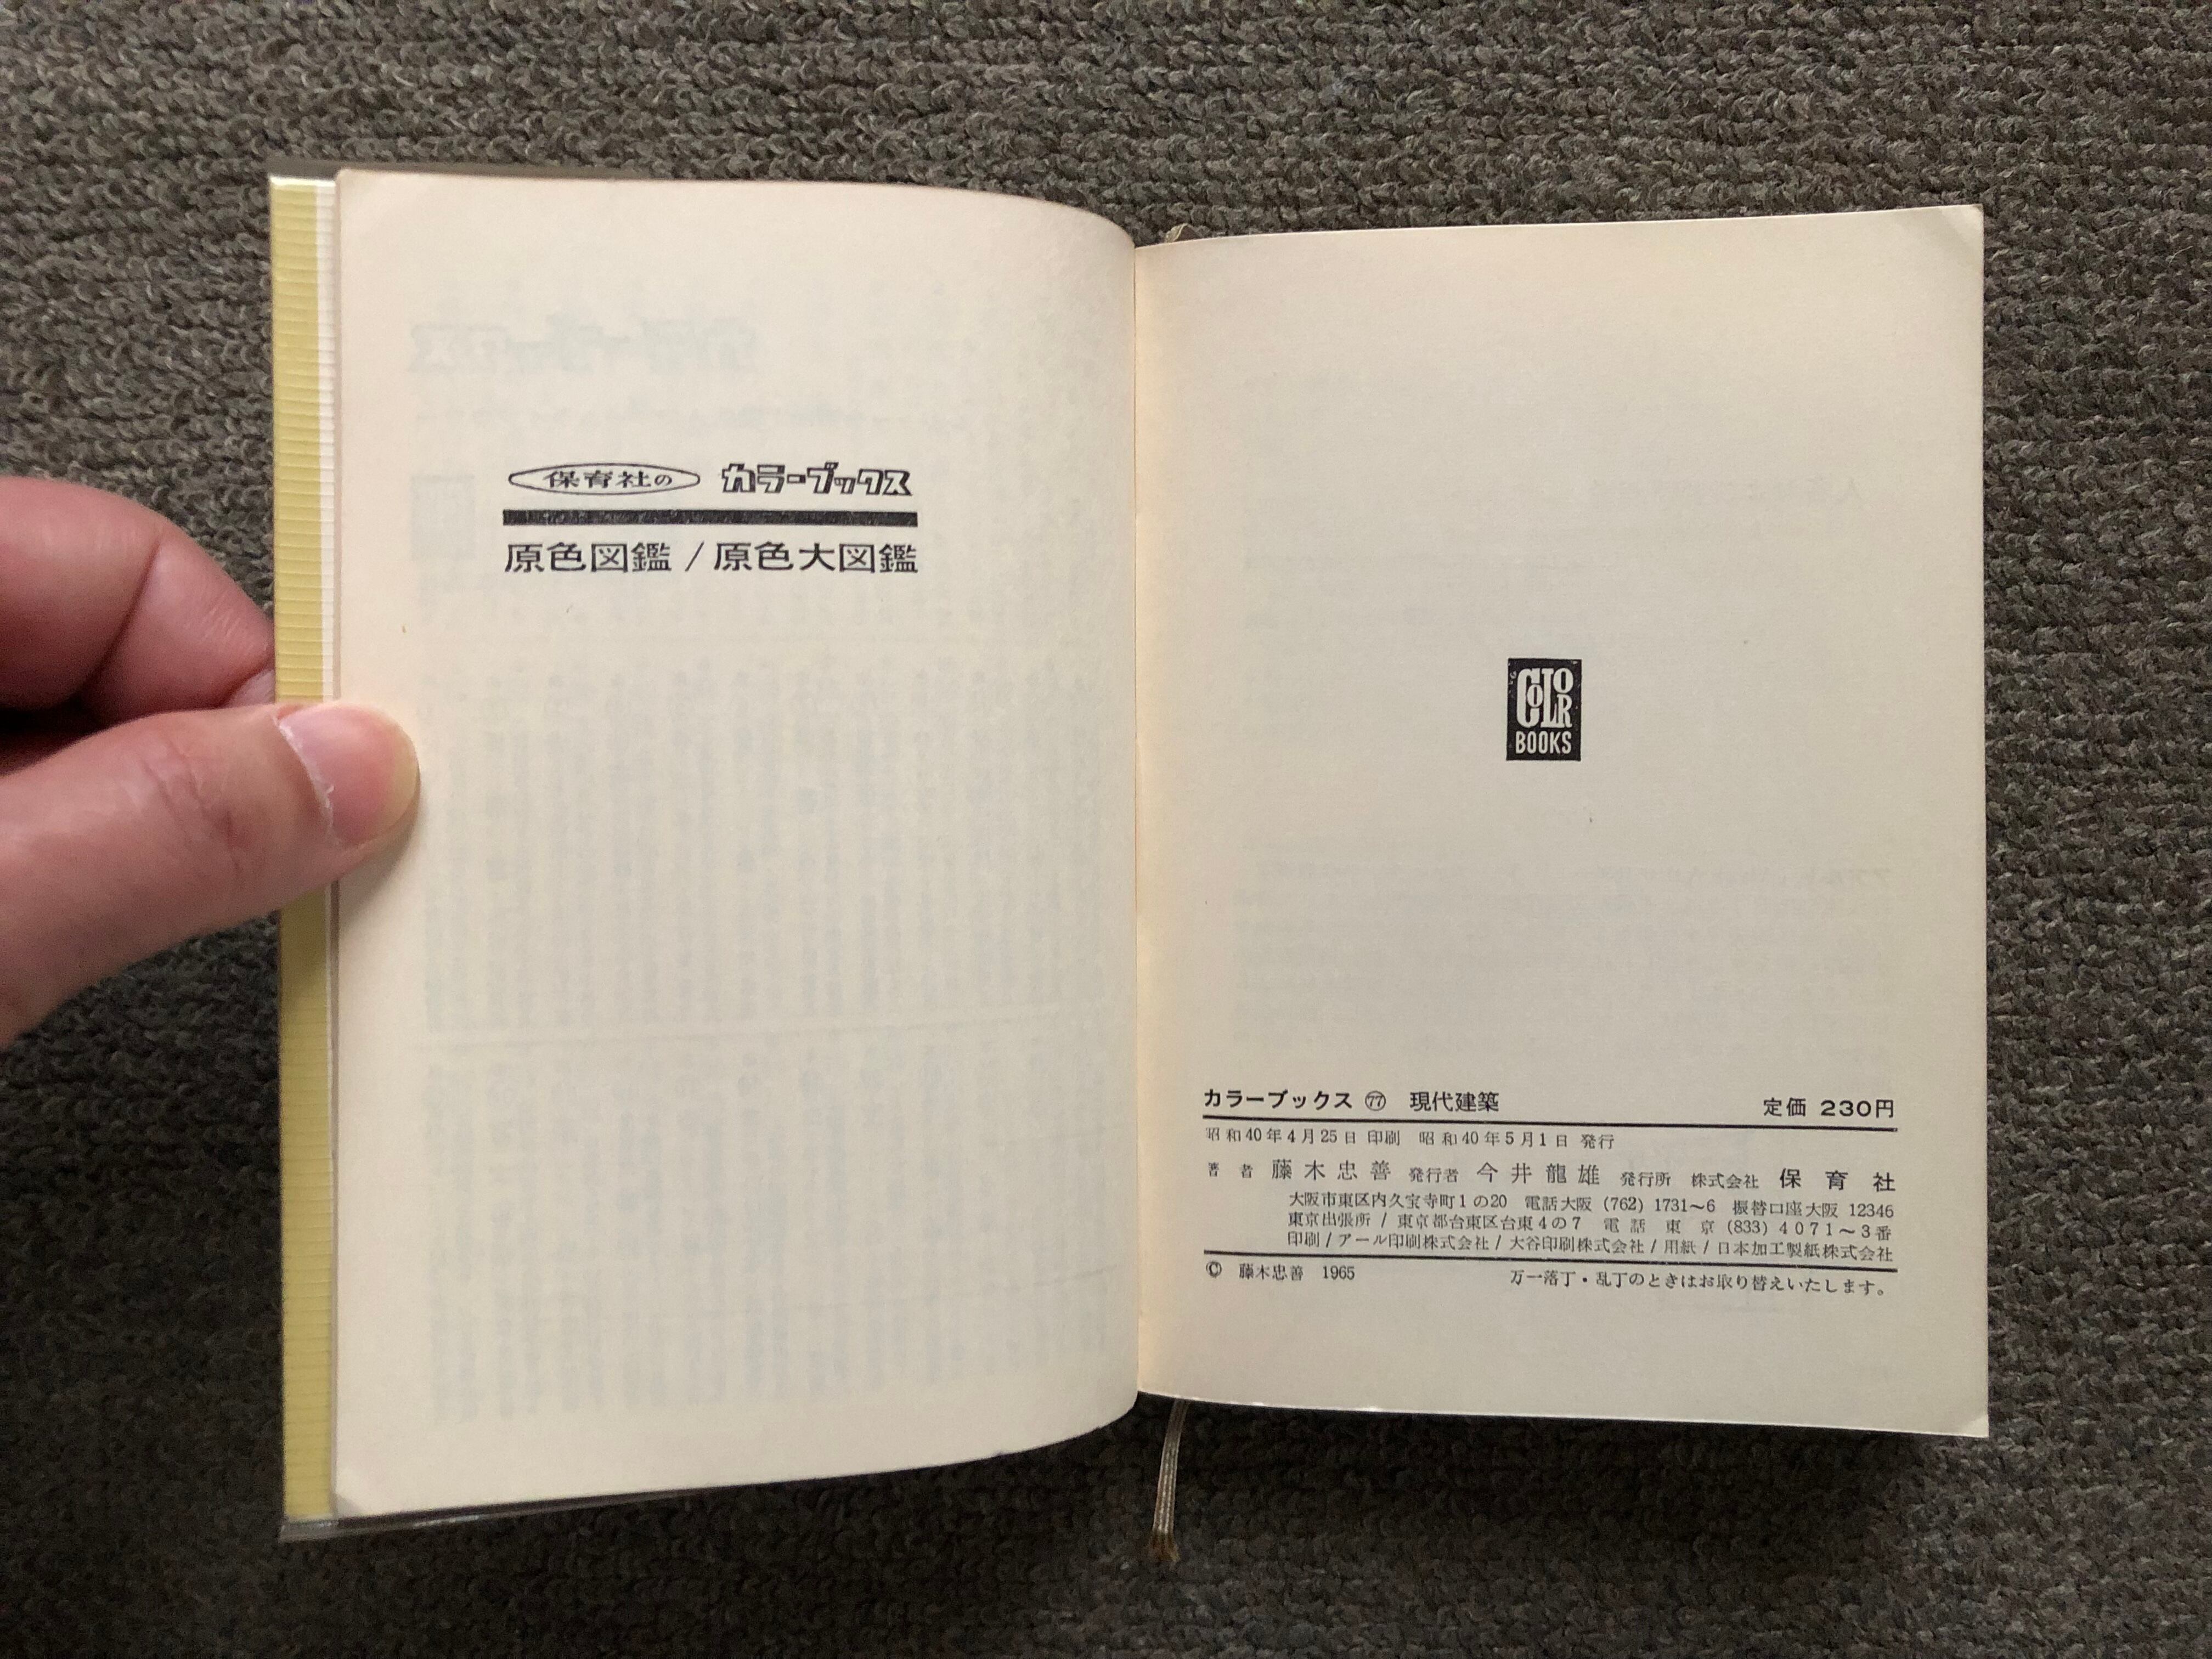 保育社の カラーブックス
原色図鑑 / 原色大図鑑
COLOR
BOOKS
カラーブックス ㊆㊆ 現代建築 定価 230円
昭和40年4月25日 印刷 昭和40年5月1日 発行
著者 藤木忠善 発行者 今井龍雄 発行所 株式会社 保育社
大阪市東区内久宝寺町1の20 電話大阪 (762) 1731～6 振替口座大阪 12346
東京出張所 / 東京都台東区台東4の7 電話 東京 (833) 4071～3番
印刷 / アール印刷株式会社 / 大谷印刷株式会社 / 用紙 / 日本加工製紙株式会社
© 藤木忠善 1965 万一落丁・乱丁のときはお取り替えいたします。